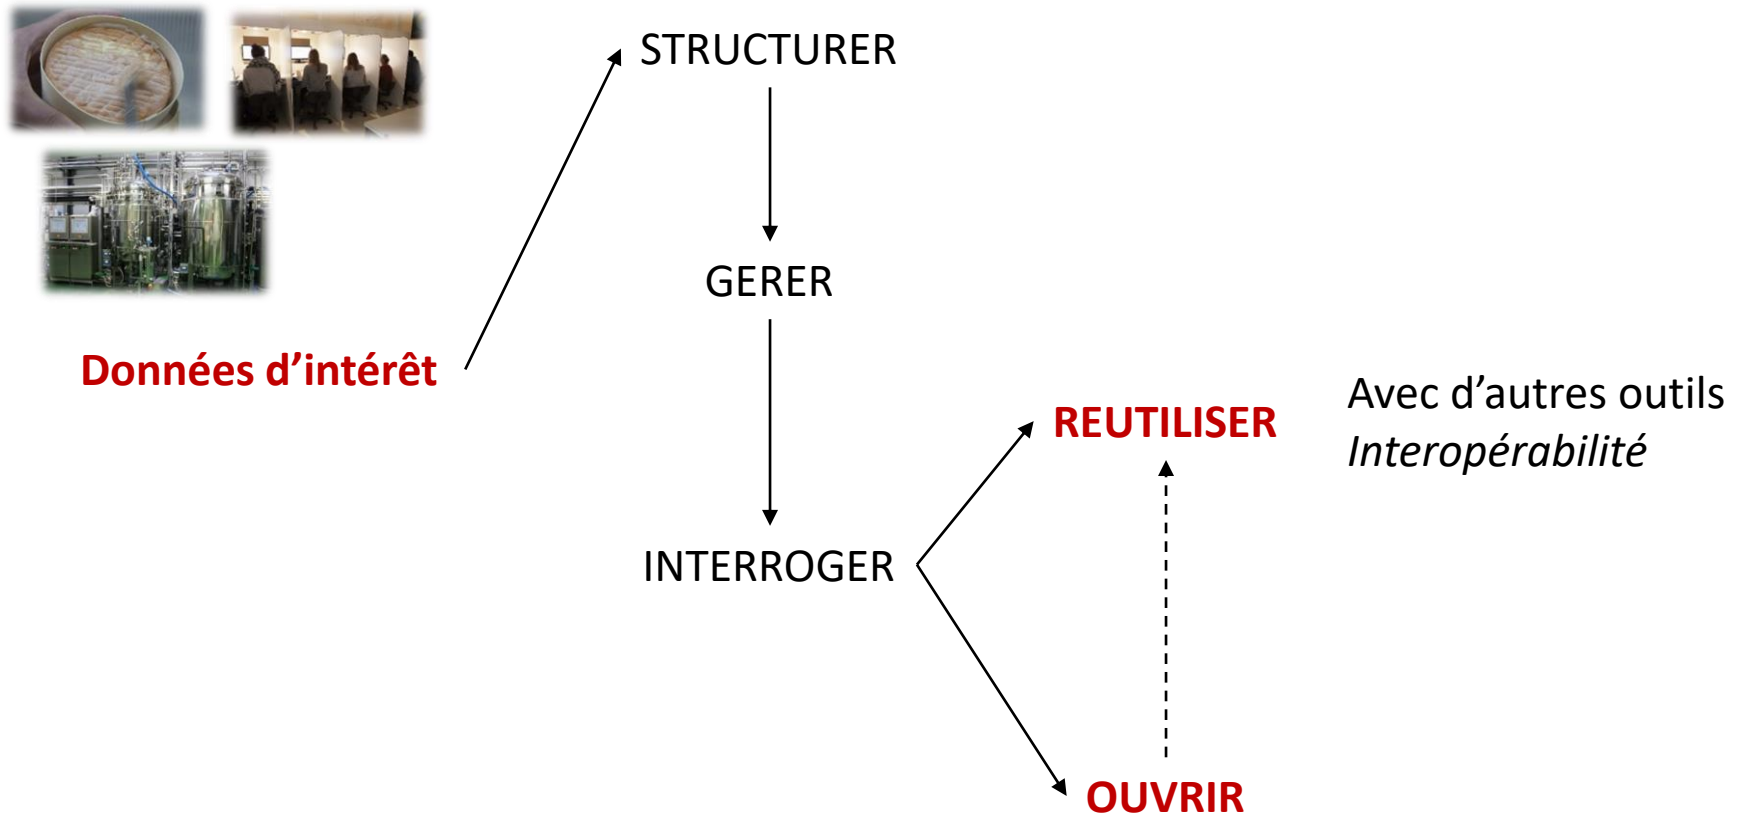 STRUCTURER
GERER
Données d’intérêt
REUTILISER
Avec d’autres outils
Interopérabilité
INTERROGER
OUVRIR